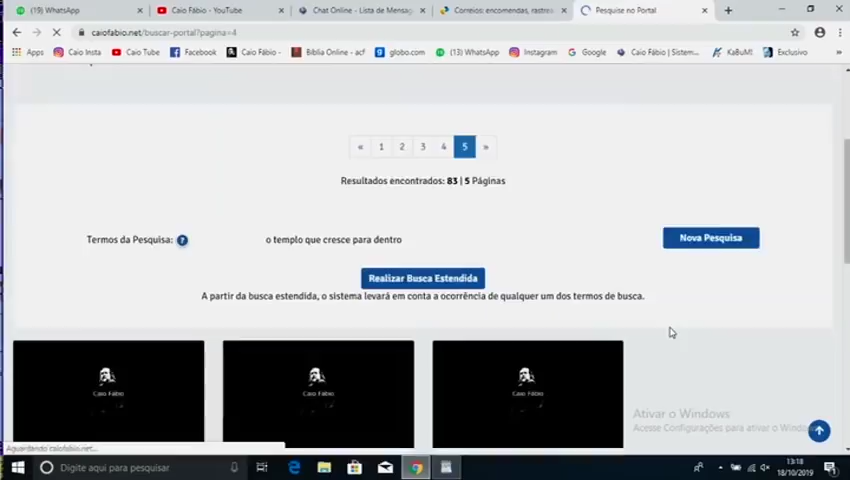 (19) WhatsApp
Caio Fábio - YouTube
Chat Online - Lista de Mensag
Correios: encomendas, rastrea
Pesquise no Portal
caiofabio.net/buscar-portal?pagina=4
Apps
Caio Insta
Caio Tube
Facebook
Caio Fábio -
Bíblia Online - acf
globo.com
(13) WhatsApp
Instagram
Google
Caio Fábio | Sistem...
KaBuM!
Exclusivo
« 1 2 3 4 5 »
Resultados encontrados: 83 | 5 Páginas
Termos da Pesquisa: ? o templo que cresce para dentro
Nova Pesquisa
Realizar Busca Estendida
A partir da busca estendida, o sistema levará em conta a ocorrência de qualquer um dos termos de busca.
Caio Fábio
Caio Fábio
Caio Fábio
Ativar o Windows
Acesse Configurações para ativar o Windows
Aguardando caiofabio.net...
Digite aqui para pesquisar
13:18
18/10/2019